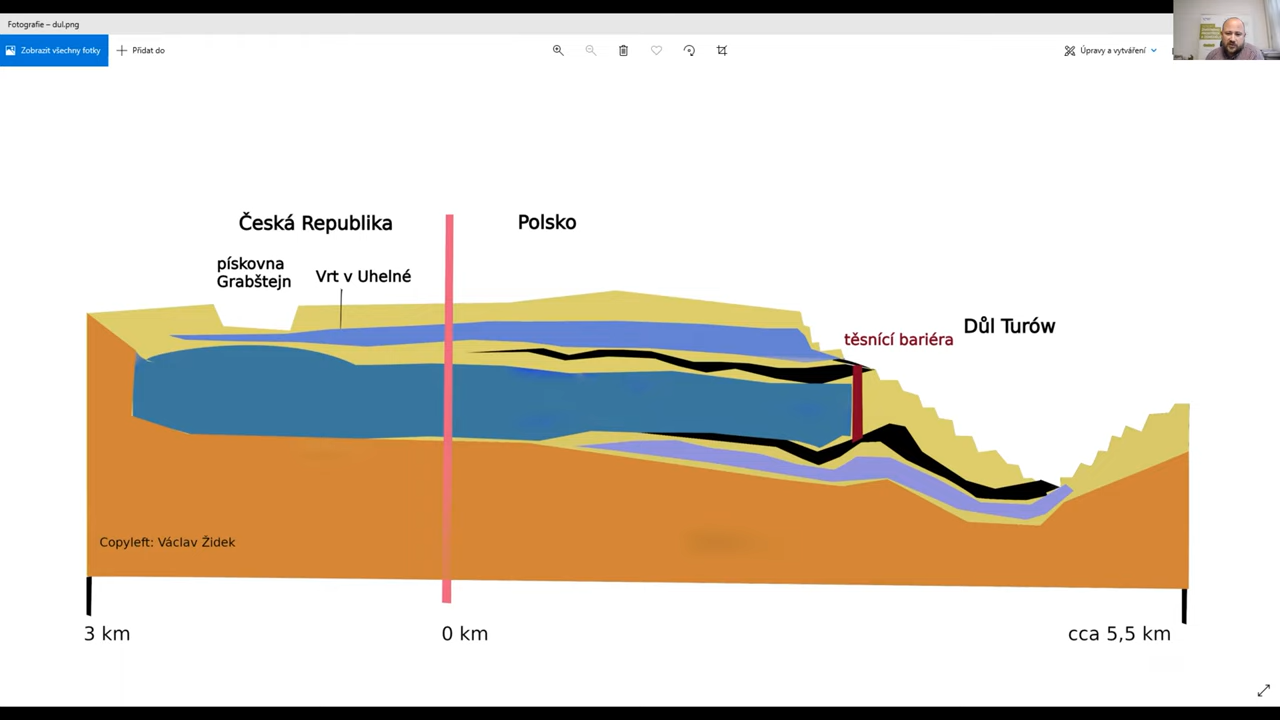 Fotografie – dul.png
Zobrazit všechny fotky
Přidat do
Úpravy a vytváření
Česká Republika
Polsko
pískovna
Grabštejn
Vrt v Uhelné
Důl Turów
těsnící bariéra
Copyleft: Václav Židek
3 km
0 km
cca 5,5 km